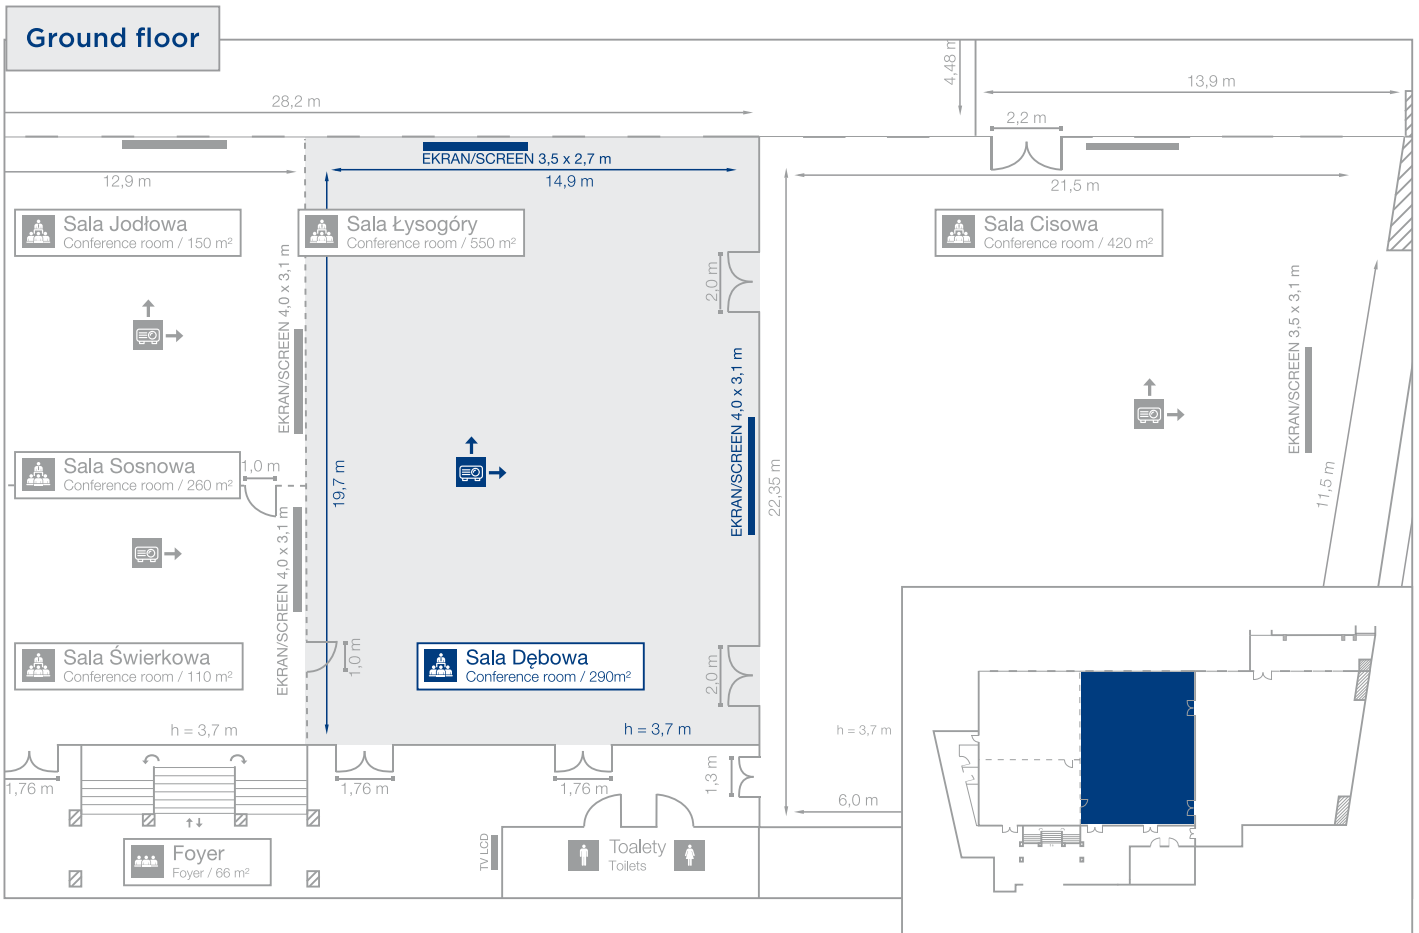 Ground floor
28,2 m
4,48 m
13,9 m
2,2 m
EKRAN/SCREEN 3,5 x 2,7 m
12,9 m
14,9 m
21,5 m
Sala Jodłowa
Conference room / 150 m²
Sala Łysogóry
Conference room / 550 m²
Sala Cisowa
Conference room / 420 m²
EKRAN/SCREEN 4,0 x 3,1 m
2,0 m
EKRAN/SCREEN 3,5 x 3,1 m
EKRAN/SCREEN 4,0 x 3,1 m
Sala Sosnowa
Conference room / 260 m²
1,0 m
19,7 m
22,35 m
11,5 m
EKRAN/SCREEN 4,0 x 3,1 m
Sala Świerkowa
Conference room / 110 m²
1,0 m
Sala Dębowa
Conference room / 290m²
2,0 m
h = 3,7 m
h = 3,7 m
h = 3,7 m
1,76 m
1,76 m
1,76 m
1,3 m
6,0 m
Foyer
Foyer / 66 m²
TV LCD
Toalety
Toilets